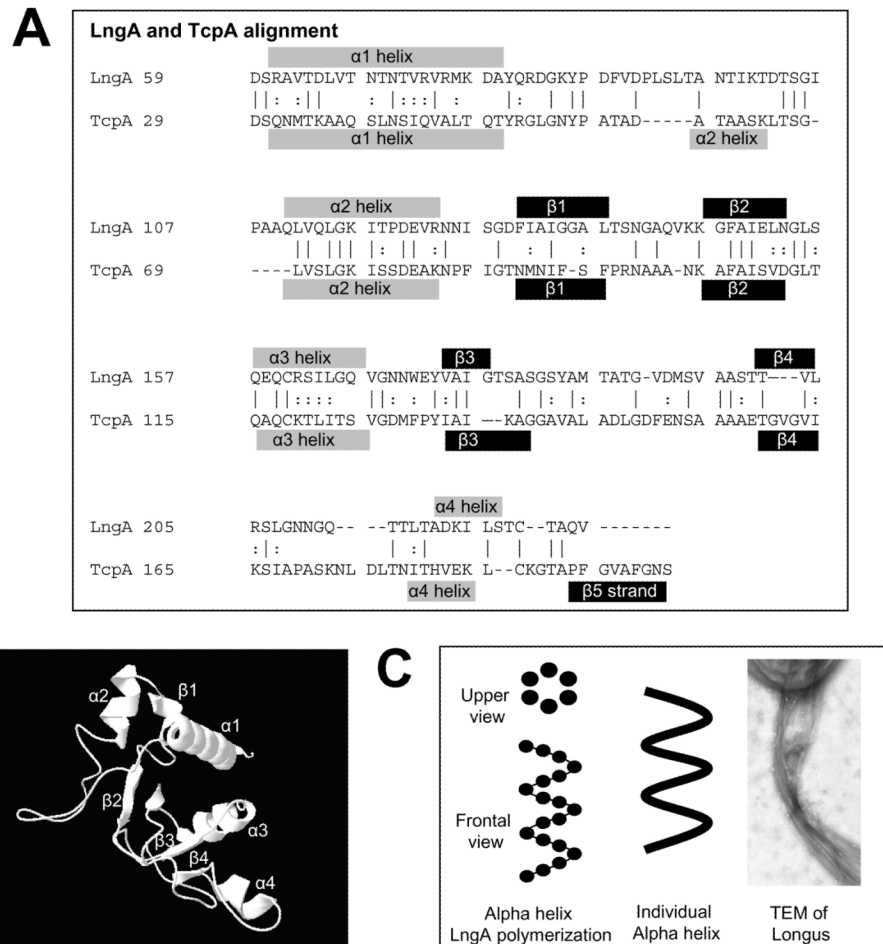 A
LngA and TcpA alignment
α1 helix
LngA 59 DSRAVTDLVT NTNTVRVRMK DAYQRDGKYP DFVDPLSLTA NTIKTDTSGI
|| : :|| : |:::| : |: | || | | |||
TcpA 29 DSQNMTKAAQ SLNSIQVALT QTYRGLGNYP ATAD-----A TAASKLTSG-
α1 helix α2 helix
α2 helix β1 β2
LngA 107 PAAQLVQLGK ITPDEVRNNI SGDFIAIGGA LTSNGAQVKK GFAIELNGLS
|| ||| |: || :| |: | : | | | || ||| : :|:
TcpA 69 ----LVSLGK ISSDEAKNPF IGTNMNIF-S FPRNAAA-NK AFAISVDGLT
α2 helix β1 β2
α3 helix β3 β4
LngA 157 QEQCRSILGQ VGNNWEYVAI GTSASGSYAM TATG-VDMSV AASTT---VL
| ||:::: || : |:|| | |: | : | : ||: | |:
TcpA 115 QAQCKTLITS VGDMFPYIAI --KAGGAVAL ADLGDFENSA AAAETGVGVI
α3 helix β3 β4
α4 helix
LngA 205 RSLGNNGQ-- -TTLTADKI LSTC--TAQV -------
:|: | :| | | ||
TcpA 165 KSIAPASKNL DLTNITHVEK L--CKGTAPF GVAFGNS
α4 helix β5 strand
α2
β1
α1
β2
α3
β3
β4
α4
C
Upper
view
Frontal
view
Alpha helix
LngA polymerization
Individual
Alpha helix
TEM of
Longus